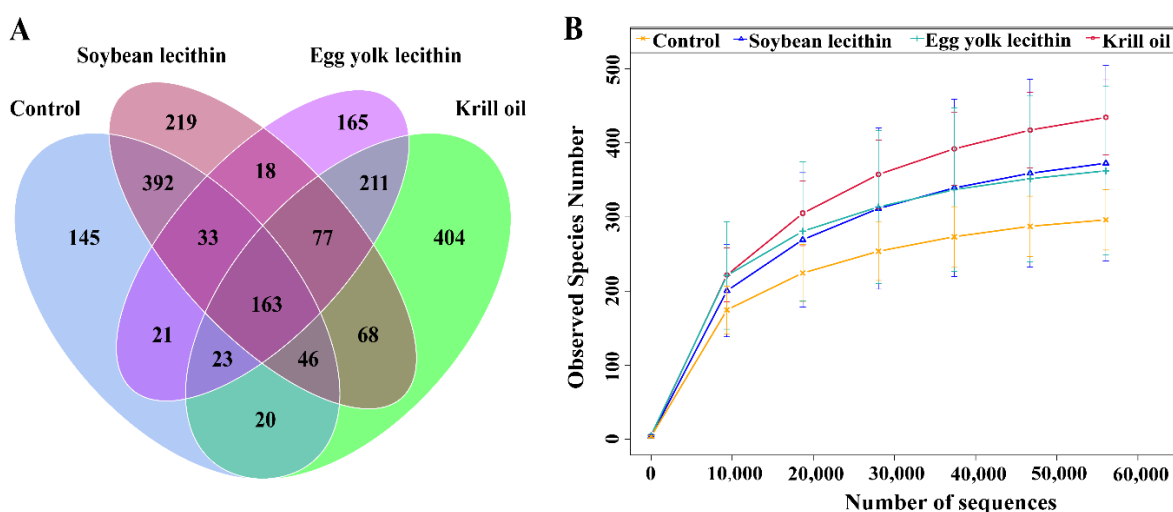 A
Soybean lecithin
Egg yolk lecithin
Control
Krill oil
219
165
392
18
211
145
33
77
404
163
21
23
46
68
20
B
Control
Soybean lecithin
Egg yolk lecithin
Krill oil
Observed Species Number
500
400
300
200
100
0
0
10,000
20,000
30,000
40,000
50,000
60,000
Number of sequences